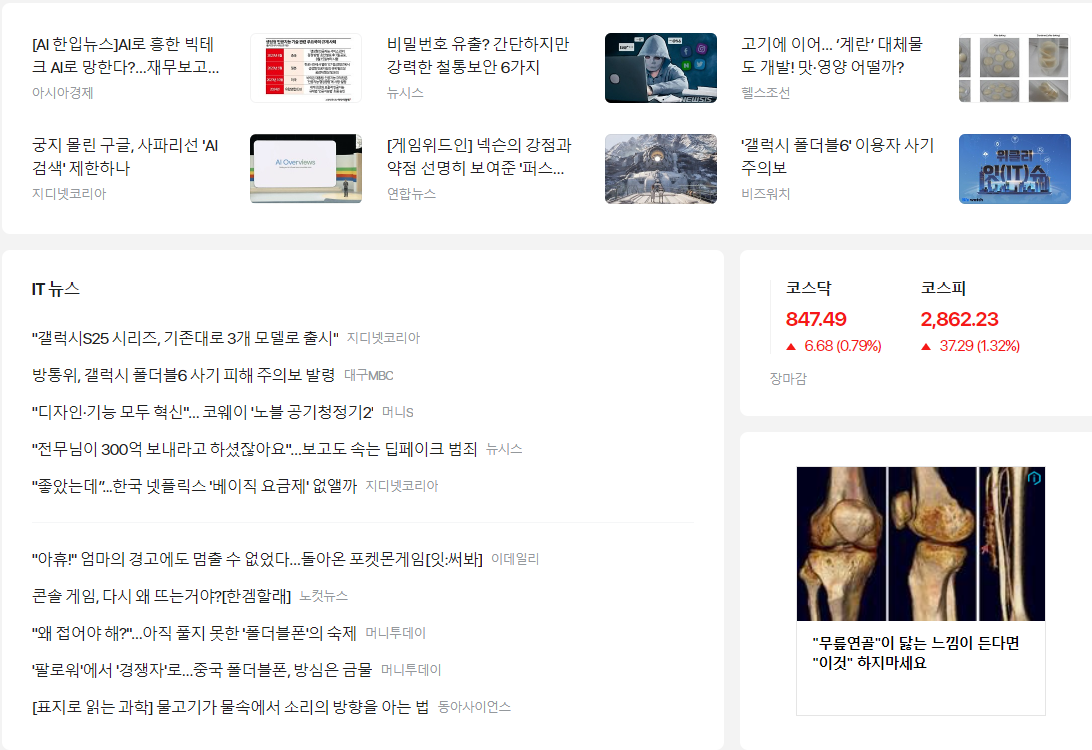 [AI 한입뉴스]AI로 흥한 빅테
크 AI로 망한다?...재무보고...
아시아경제
비밀번호 유출? 간단하지만
강력한 철통보안 6가지
뉴시스
NEWSIS
고기에 이어... ‘계란’ 대체물
도 개발! 맛·영양 어떨까?
헬스조선
궁지 몰린 구글, 사파리선 'AI
검색' 제한하나
지디넷코리아
AI Overviews
[게임위드인] 넥슨의 강점과
약점 선명히 보여준 '퍼스...
연합뉴스
'갤럭시 폴더블6' 이용자 사기
주의보
비즈워치
위클리
잇(IT)슈
IT 뉴스
"갤럭시S25 시리즈, 기존대로 3개 모델로 출시" 지디넷코리아
방통위, 갤럭시 폴더블6 사기 피해 주의보 발령 대구MBC
"디자인·기능 모두 혁신"... 코웨이 '노블 공기청정기2' 머니S
"전무님이 300억 보내라고 하셨잖아요"...보고도 속는 딥페이크 범죄 뉴시스
"좋았는데”...한국 넷플릭스 '베이직 요금제' 없앨까 지디넷코리아
"아휴!" 엄마의 경고에도 멈출 수 없었다...돌아온 포켓몬게임[잇:써봐] 이데일리
콘솔 게임, 다시 왜 뜨는거야?[한겜할래] 노컷뉴스
"왜 접어야 해?"...아직 풀지 못한 '폴더블폰'의 숙제 머니투데이
'팔로워'에서 '경쟁자'로...중국 폴더블폰, 방심은 금물 머니투데이
[표지로 읽는 과학] 물고기가 물속에서 소리의 방향을 아는 법 동아사이언스
코스닥 코스피
847.49 2,862.23
▲ 6.68 (0.79%) ▲ 37.29 (1.32%)
장마감
"무릎연골"이 닳는 느낌이 든다면
"이것" 하지마세요